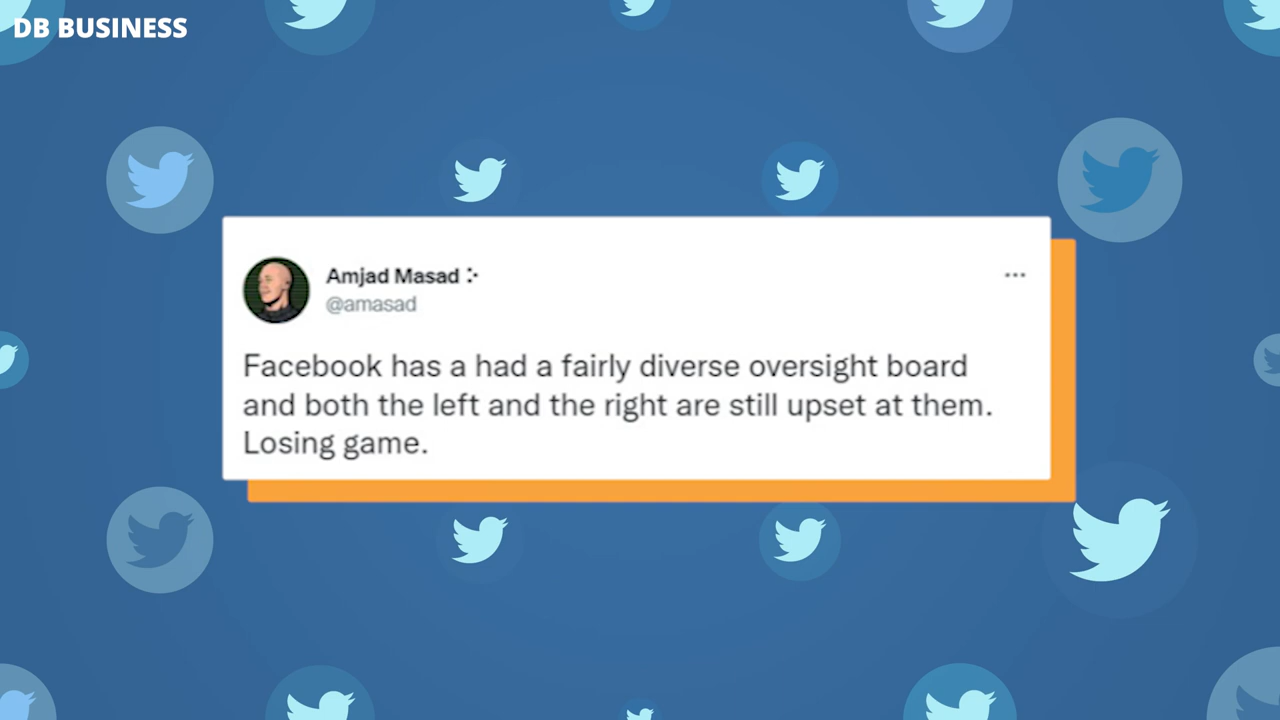 DB BUSINESS
Amjad Masad
@amasad
Facebook has a had a fairly diverse oversight board
and both the left and the right are still upset at them.
Losing game.